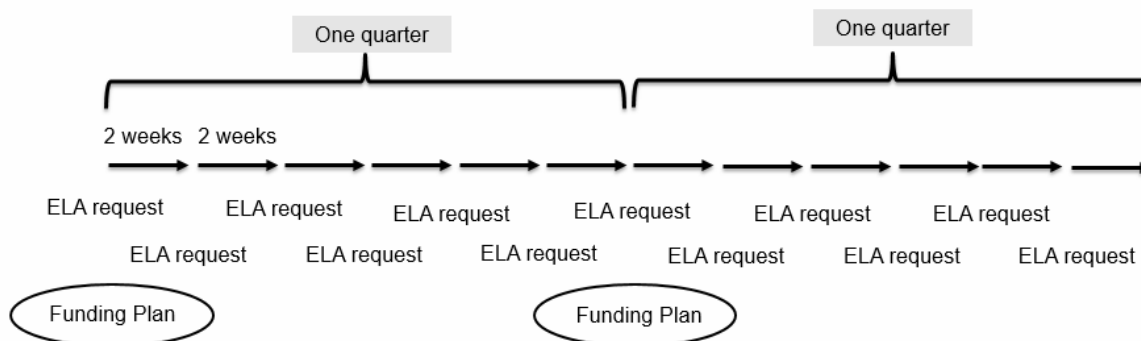 One quarter One quarter
2 weeks 2 weeks
ELA request ELA request ELA request ELA request ELA request ELA request
ELA request ELA request ELA request ELA request ELA request ELA request
Funding Plan Funding Plan